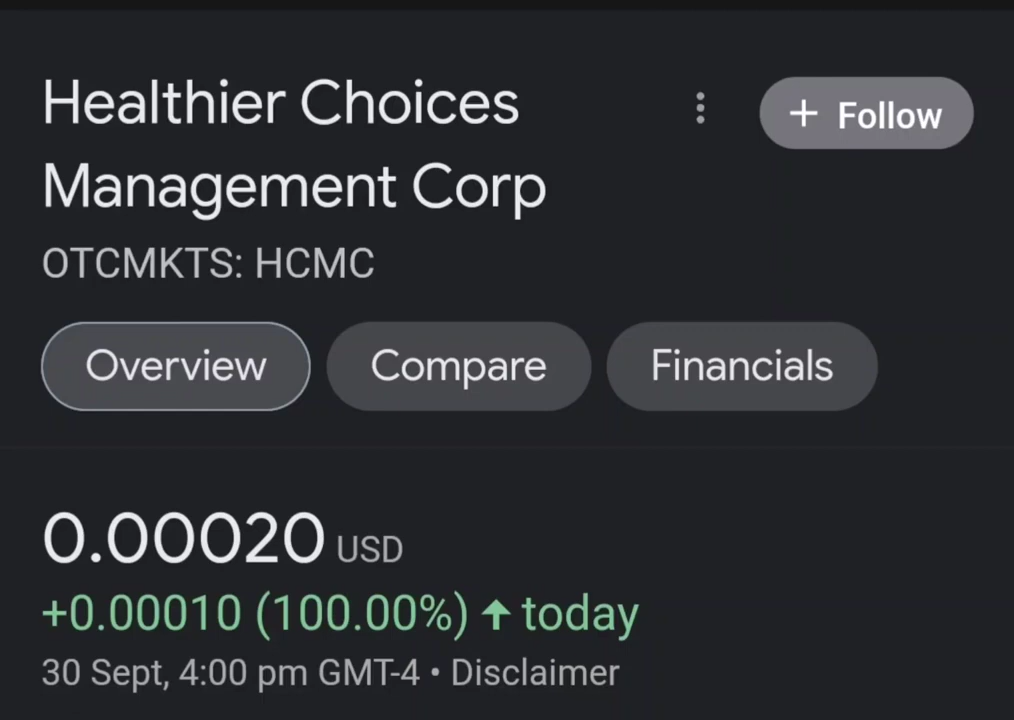 Healthier Choices
Management Corp
+ Follow
OTCMKTS: HCMC
Overview Compare Financials
0.00020 USD
+0.00010 (100.00%) ↑ today
30 Sept, 4:00 pm GMT-4 • Disclaimer